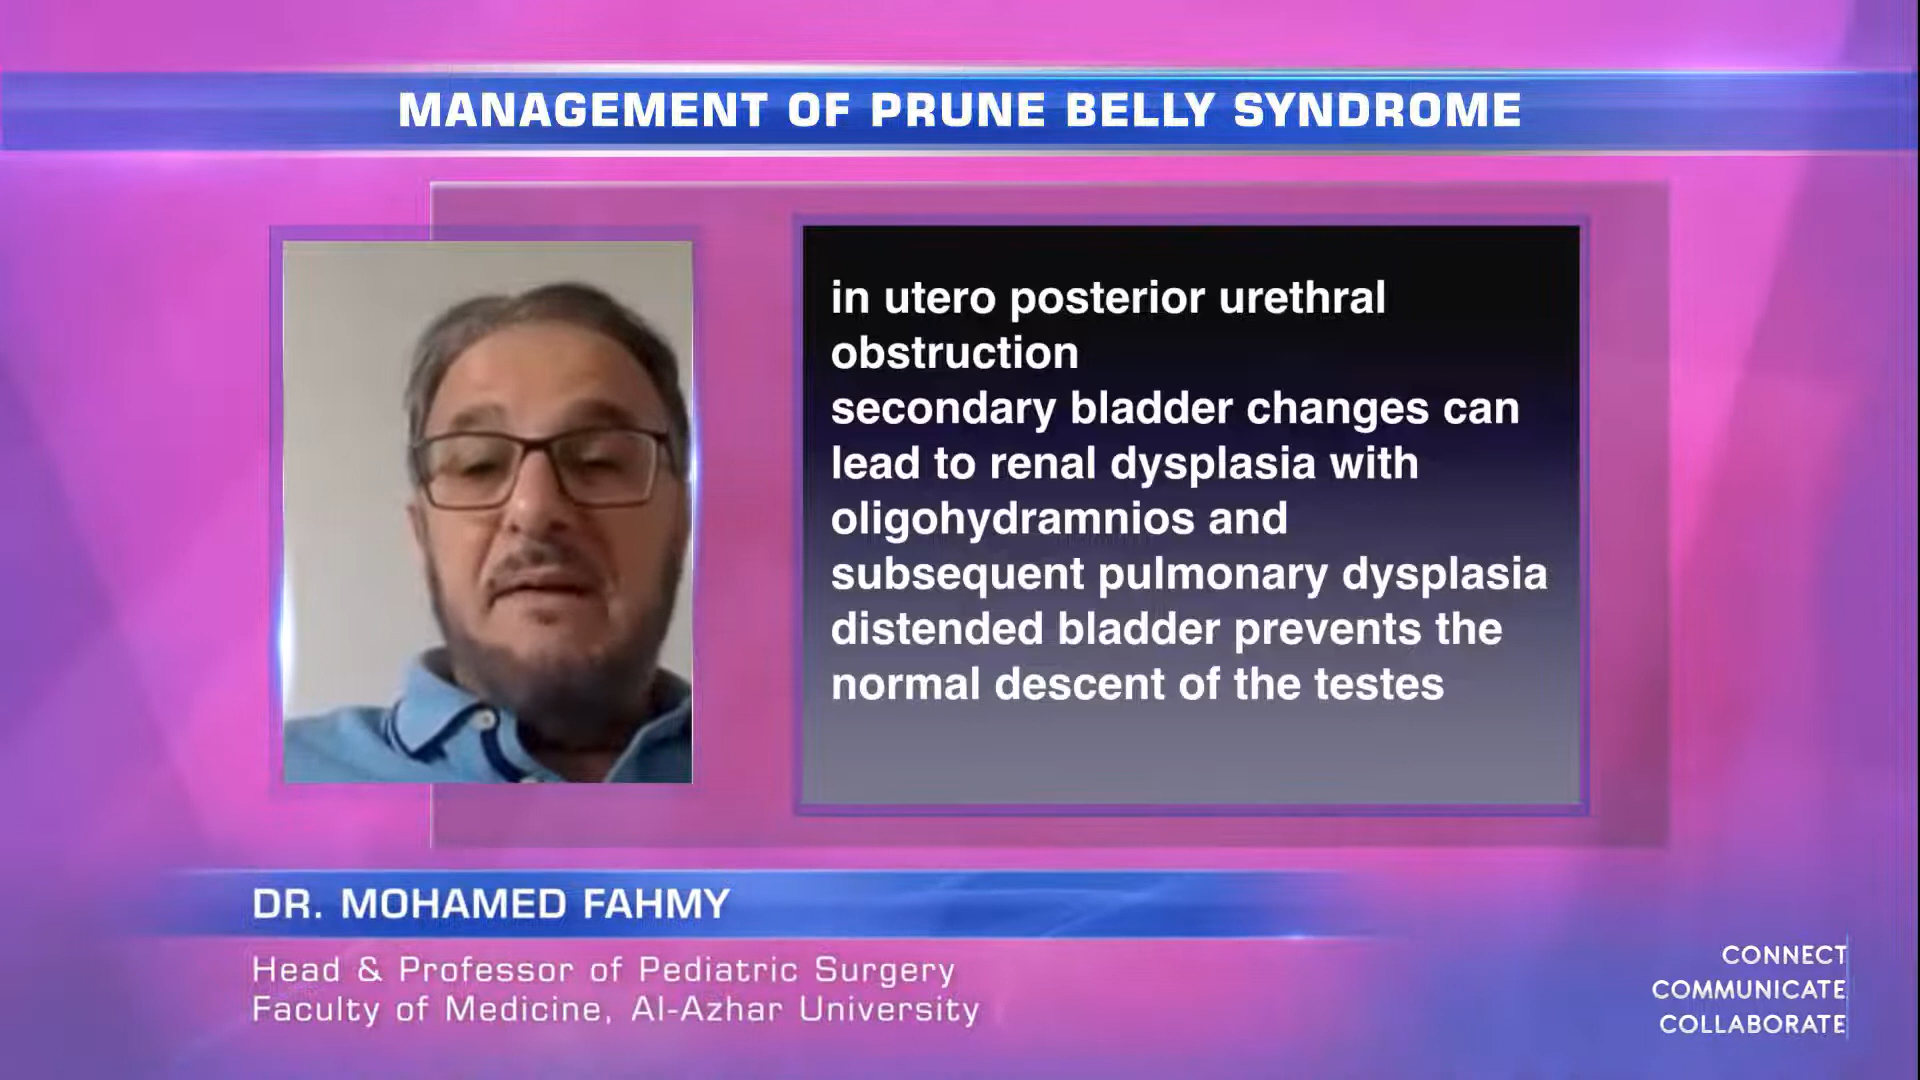 MANAGEMENT OF PRUNE BELLY SYNDROME
in utero posterior urethral
obstruction
secondary bladder changes can
lead to renal dysplasia with
oligohydramnios and
subsequent pulmonary dysplasia
distended bladder prevents the
normal descent of the testes
DR. MOHAMED FAHMY
Head & Professor of Pediatric Surgery
Faculty of Medicine, Al-Azhar University
CONNECT
COMMUNICATE
COLLABORATE